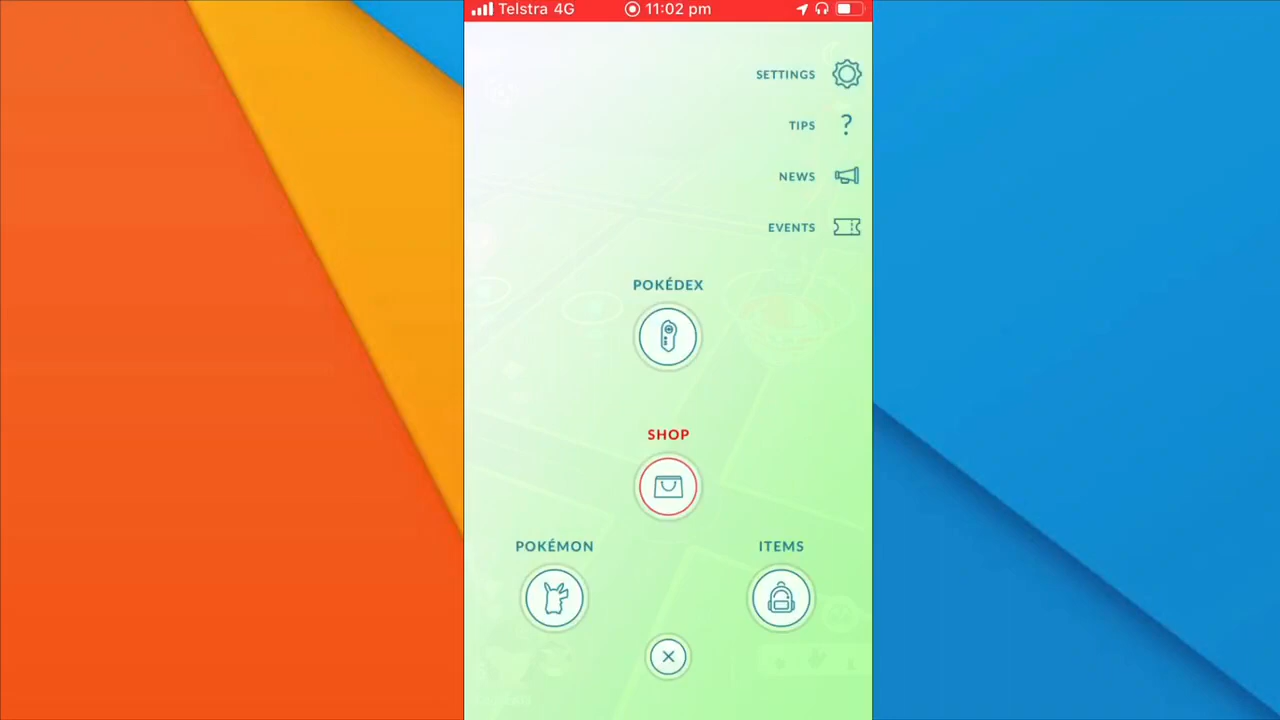 Telstra 4G 11:02 pm
SETTINGS
TIPS
?
NEWS
EVENTS
POKÉDEX
SHOP
POKÉMON ITEMS